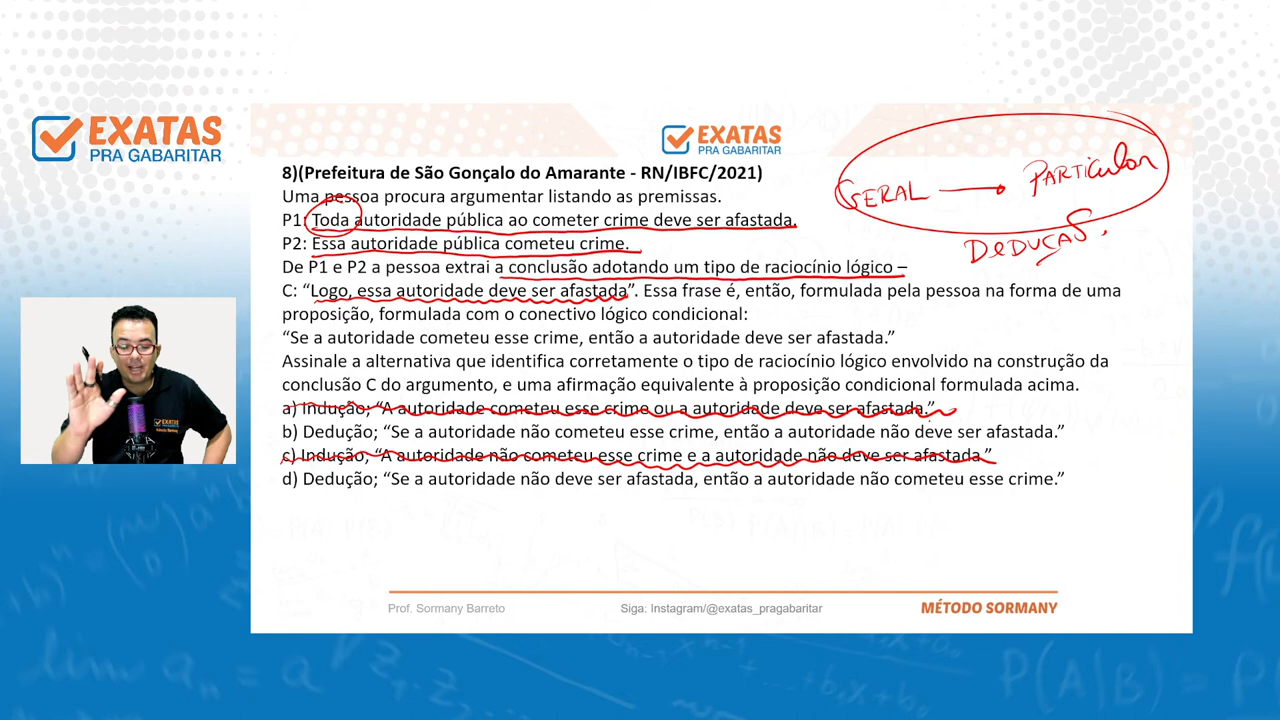 EXATAS
PRA GABARITAR
EXATAS
PRA GABARITAR
GERAL → PARTICULAR
DEDUÇÃO.
8)(Prefeitura de São Gonçalo do Amarante - RN/IBFC/2021)
Uma pessoa procura argumentar listando as premissas.
P1: Toda autoridade pública ao cometer crime deve ser afastada.
P2: Essa autoridade pública cometeu crime.
De P1 e P2 a pessoa extrai a conclusão adotando um tipo de raciocínio lógico –
C: “Logo, essa autoridade deve ser afastada”. Essa frase é, então, formulada pela pessoa na forma de uma
proposição, formulada com o conectivo lógico condicional:
“Se a autoridade cometeu esse crime, então a autoridade deve ser afastada.”
Assinale a alternativa que identifica corretamente o tipo de raciocínio lógico envolvido na construção da
conclusão C do argumento, e uma afirmação equivalente à proposição condicional formulada acima.
a) Indução; “A autoridade cometeu esse crime ou a autoridade deve ser afastada.”
b) Dedução; “Se a autoridade não cometeu esse crime, então a autoridade não deve ser afastada.”
c) Indução; “A autoridade não cometeu esse crime e a autoridade não deve ser afastada.”
d) Dedução; “Se a autoridade não deve ser afastada, então a autoridade não cometeu esse crime.”
Prof. Sormany Barreto
Siga: Instagram/@exatas_pragabaritar
MÉTODO SORMANY